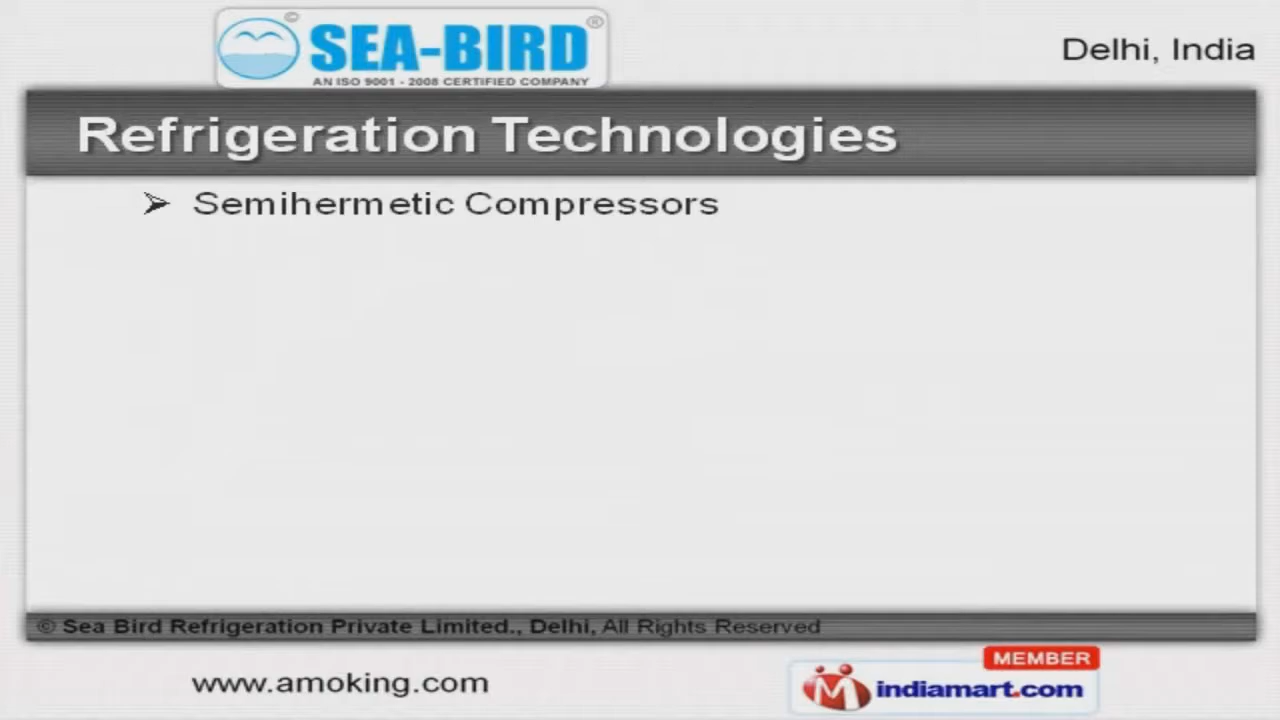 © SEA-BIRD ®
AN ISO 9001 - 2008 CERTIFIED COMPANY
Delhi, India
Refrigeration Technologies
➢ Semihermetic Compressors
© Sea Bird Refrigeration Private Limited., Delhi, All Rights Reserved
www.amoking.com
MEMBER
indiamart.com